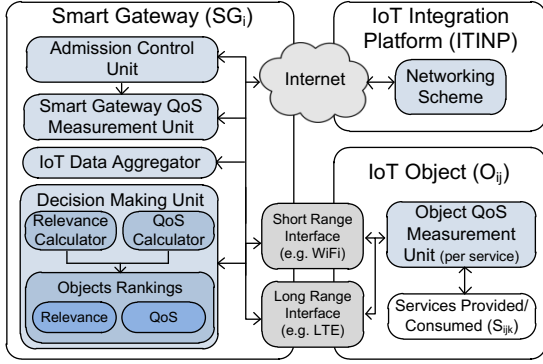 Smart Gateway (SGi)
Admission Control
Unit
Smart Gateway QoS
Measurement Unit
IoT Data Aggregator
Decision Making Unit
Relevance
Calculator
QoS
Calculator
Objects Rankings
Relevance
QoS
Internet
Short Range
Interface
(e.g. WiFi)
Long Range
Interface
(e.g. LTE)
IoT Integration
Platform (ITINP)
Networking
Scheme
IoT Object (Oij)
Object QoS
Measurement
Unit (per service)
Services Provided/
Consumed (Sijk)